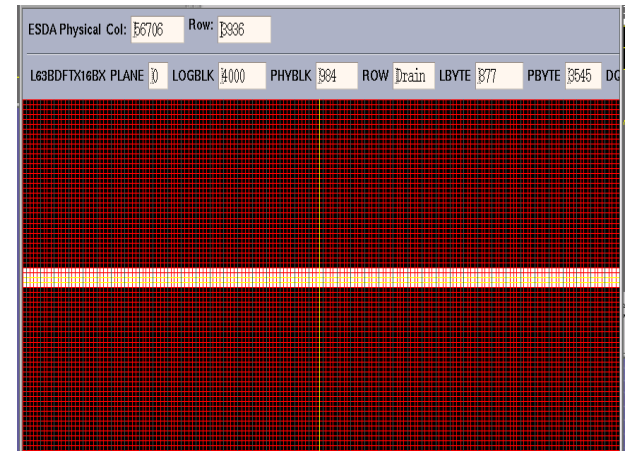 ESDA Physical Col: 56706 Row: 3936
L63BDFTX16BX PLANE 0 LOGBLK 4000 PHYBLK 984 ROW Drain LBYTE 877 PBYTE 3545 DG